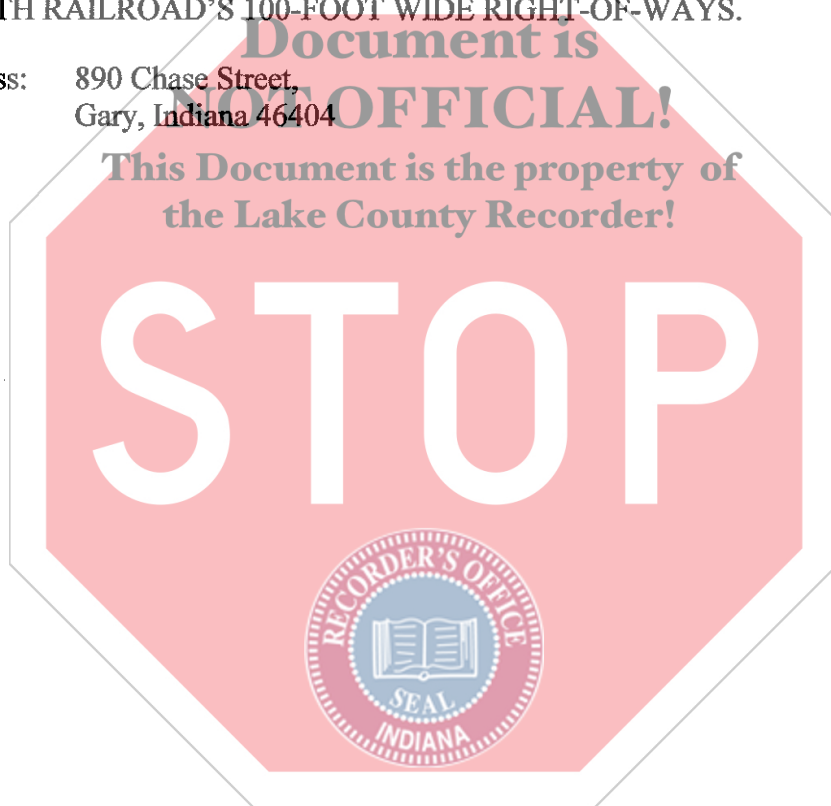 TH RAILROAD'S 100-FOOT WIDE RIGHT-OF-WAYS.
Document is
ss: 890 Chase Street,
NOT OFFICIAL!
Gary, Indiana 46404
This Document is the property of
the Lake County Recorder!
STOP
RECORDER'S OFFICE
SEAL
INDIANA